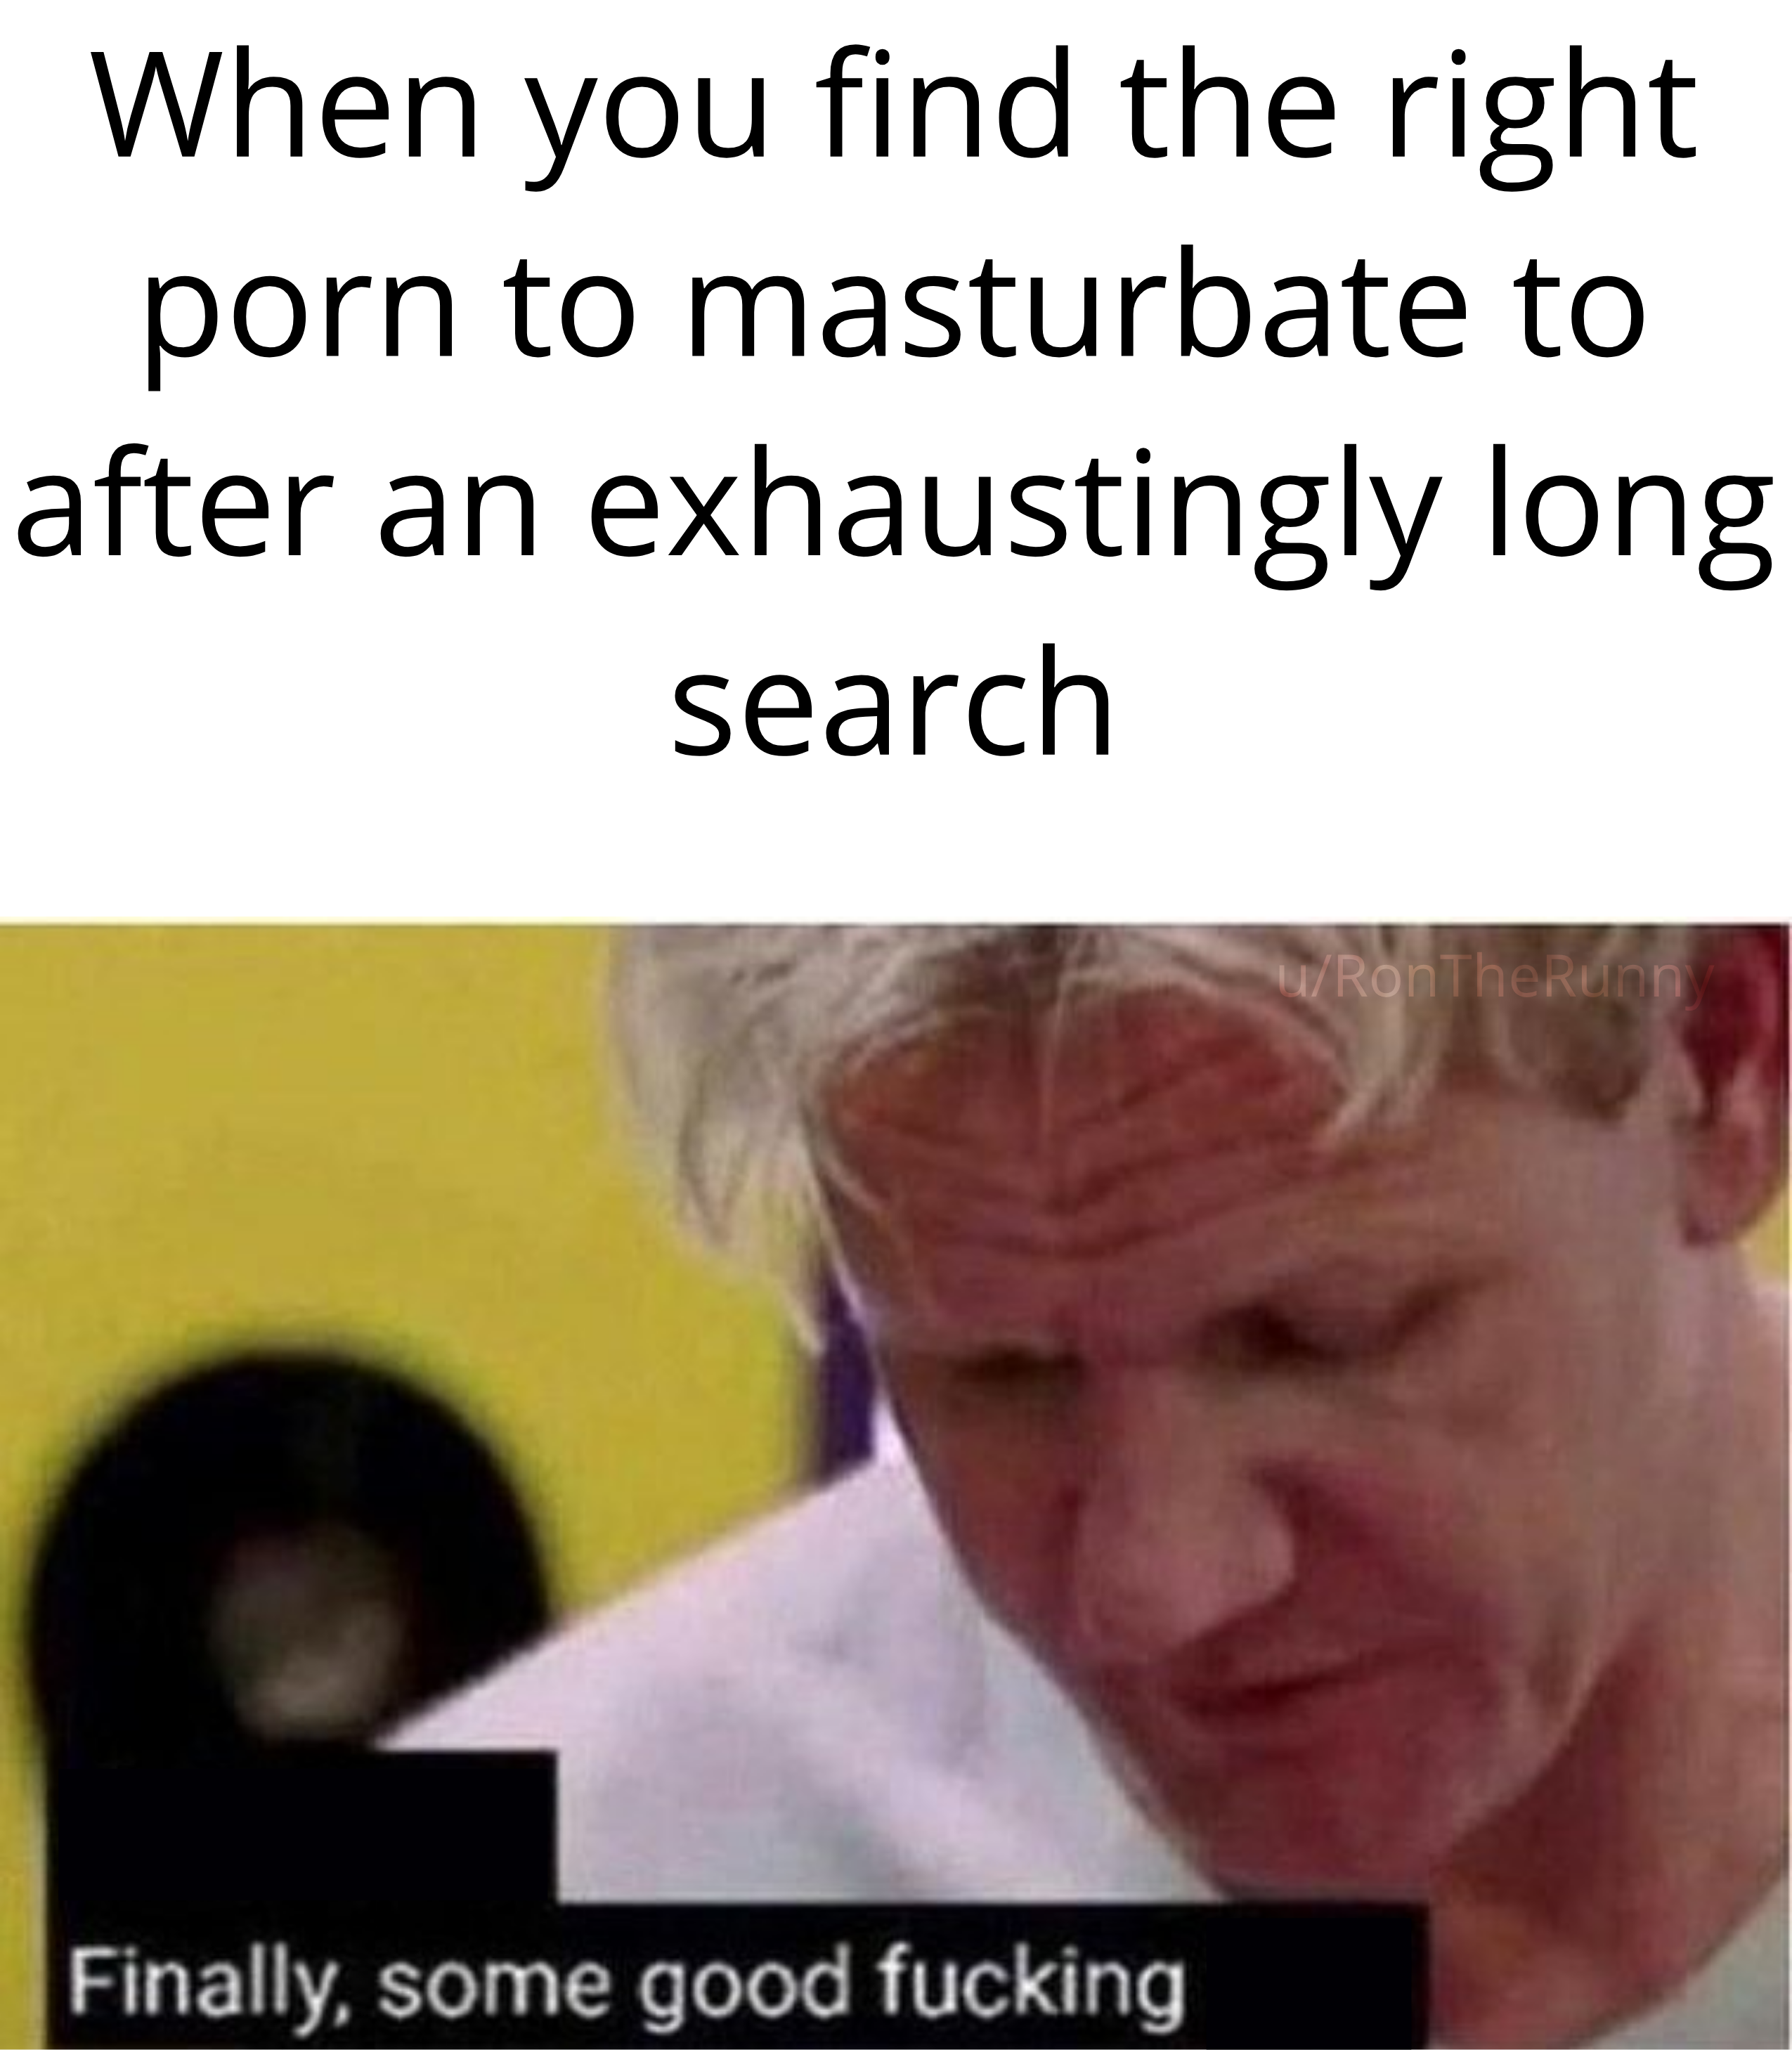 When you find the right
porn to masturbate to
after an exhaustingly long
search
u/RonTheRunny
Finally, some good fucking